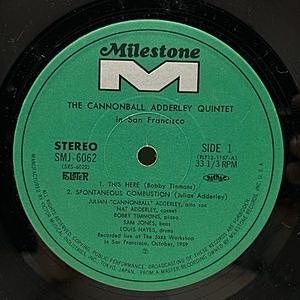 Milestone
M
THE CANNONBALL ADDERLEY QUINTET
in San Francisco
STEREO
SMJ-6062
SIDE 1
33 1/3 RPM
1. THIS HERE (Bobby Timmons)
2. SPONTANEOUS COMBUSTION (Julian Adderley)
JULIAN "CANNONBALL" ADDERLEY, alto sax
NAT ADDERLEY, cornet
BOBBY TIMMONS, piano
SAM JONES, bass
LOUIS HAYES, drums
Recorded live at The Jazz Workshop
in San Francisco, October, 1959